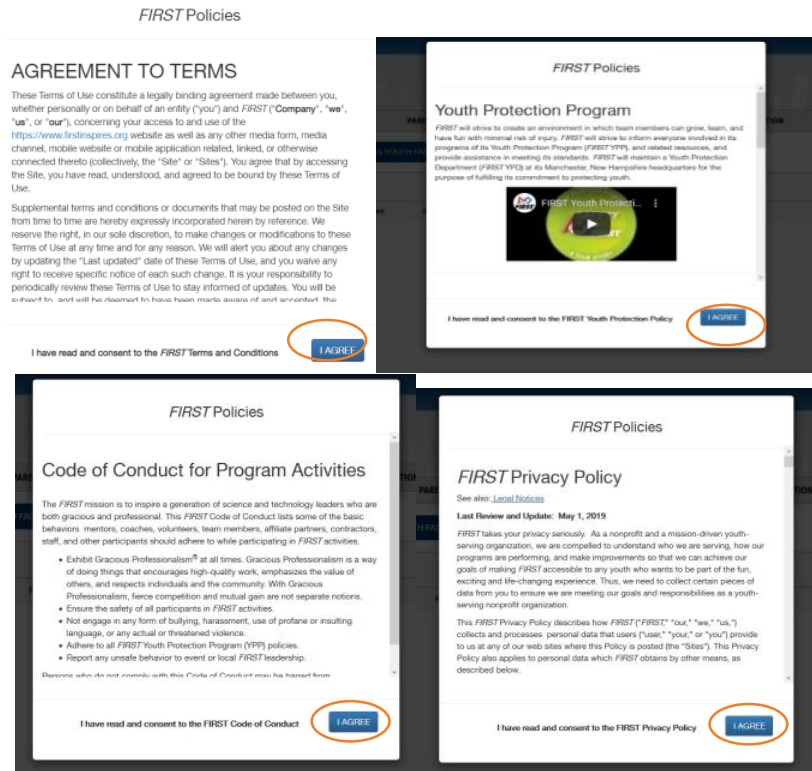 FIRST Policies
AGREEMENT TO TERMS
These Terms of Use constitute a legally binding agreement made between you,
whether personally or on behalf of an entity ("you") and FIRST ("Company", "we",
"us", or "our"), concerning your access to and use of the
https://www.firstinspires.org website as well as any other media form, media
channel, mobile website or mobile application related, linked, or otherwise
connected thereto (collectively, the "Site" or "Sites"). You agree that by accessing
the Site, you have read, understood, and agreed to be bound by these Terms of
Use.
Supplemental terms and conditions or documents that may be posted on the Site
from time to time are hereby expressly incorporated herein by reference. We
reserve the right, in our sole discretion, to make changes or modifications to these
Terms of Use at any time and for any reason. We will alert you about any changes
by updating the "Last updated" date of these Terms of Use, and you waive any
right to receive specific notice of each such change. It is your responsibility to
periodically review these Terms of Use to stay informed of updates. You will be
subject to, and will be deemed to have been made aware of and accepted, the
I have read and consent to the FIRST Terms and Conditions
I AGREE
FIRST Policies
Youth Protection Program
FIRST will strive to create an environment in which team members can grow, learn, and
have fun with minimal risk of injury. FIRST will strive to inform everyone involved in its
programs of its Youth Protection Program (FIRST YPP), and related resources, and
provide assistance in meeting its standards. FIRST will maintain a Youth Protection
Department (FIRST YPD) at its Manchester, New Hampshire headquarters for the
purpose of fulfilling its commitment to protecting youth.
FIRST Youth Protecti...
I have read and consent to the FIRST Youth Protection Policy
I AGREE
FIRST Policies
Code of Conduct for Program Activities
The FIRST mission is to inspire a generation of science and technology leaders who are
both gracious and professional. This FIRST Code of Conduct lists some of the basic
behaviors mentors, coaches, volunteers, team members, affiliate partners, contractors,
staff, and other participants should adhere to while participating in FIRST activities.
• Exhibit Gracious Professionalism® at all times. Gracious Professionalism is a way
of doing things that encourages high-quality work, emphasizes the value of
others, and respects individuals and the community. With Gracious
Professionalism, fierce competition and mutual gain are not separate notions.
• Ensure the safety of all participants in FIRST activities.
• Not engage in any form of bullying, harassment, use of profane or insulting
language, or any actual or threatened violence.
• Adhere to all FIRST Youth Protection Program (YPP) policies.
• Report any unsafe behavior to event or local FIRST leadership.
Persons who do not comply with this Code of Conduct may be barred from
I have read and consent to the FIRST Code of Conduct
I AGREE
FIRST Policies
FIRST Privacy Policy
See also: Legal Notices
Last Review and Update: May 1, 2019
FIRST takes your privacy seriously. As a nonprofit and a mission-driven youth-
serving organization, we are compelled to understand who we are serving, how our
programs are performing, and make improvements so that we can achieve our
goals of making FIRST accessible to any youth who wants to be part of the fun,
exciting and life-changing experience. Thus, we need to collect certain pieces of
data from you to ensure we are meeting our goals and responsibilities as a youth-
serving nonprofit organization.
This FIRST Privacy Policy describes how FIRST ("FIRST," "our," "we," "us,")
collects and processes personal data that users ("user," "your," or "you") provide
to us at any of our web sites where this Policy is posted (the "Sites"). This Privacy
Policy also applies to personal data which FIRST obtains by other means, as
described below.
I have read and consent to the FIRST Privacy Policy
I AGREE